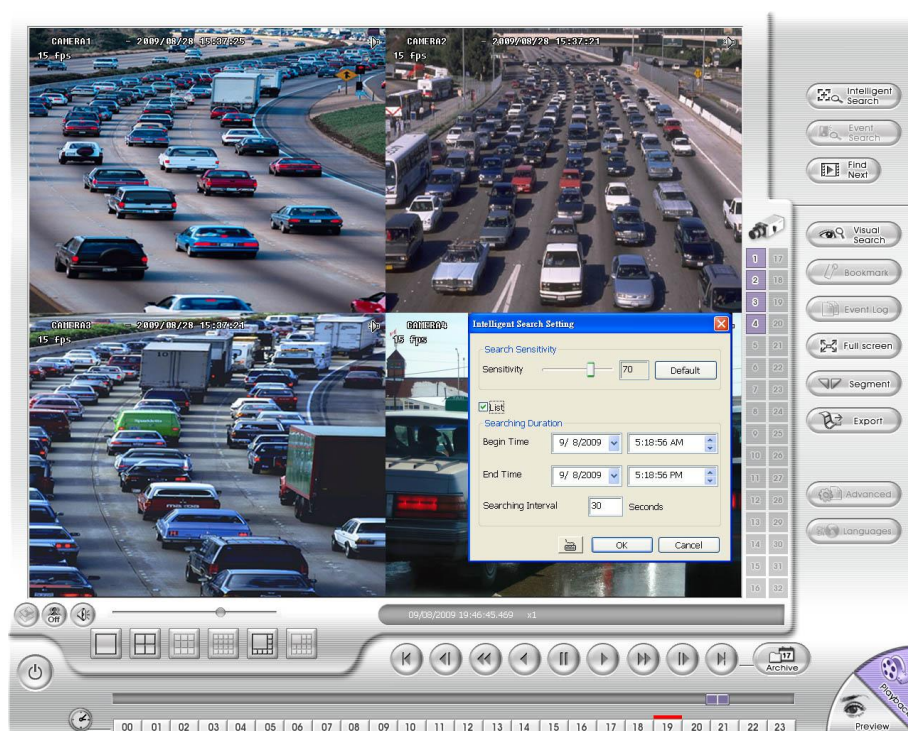 CAMERA1 - 2009/08/28 15:37:25
15 fps
CAMERA2 - 2009/08/28 15:37:21
15 fps
CAMERA3 - 2009/08/28 15:37:21
15 fps
CAMERA4
15 fps
Intelligent Search Setting
Search Sensitivity
Sensitivity 70 Default
List
Searching Duration
Begin Time 9/ 8/2009 5:18:56 AM
End Time 9/ 8/2009 5:18:56 PM
Searching Interval 30 Seconds
OK Cancel
Intelligent Search
Event Search
Find Next
Visual Search
Bookmark
Event Log
Full screen
Segment
Export
Advanced
Languages
1 17
2 18
3 19
4 20
5 21
6 22
7 23
8 24
9 25
10 26
11 27
12 28
13 29
14 30
15 31
16 32
Off
09/08/2009 19:46:45.469 x1
17
Archive
Playback
Preview
00 01 02 03 04 05 06 07 08 09 10 11 12 13 14 15 16 17 18 19 20 21 22 23